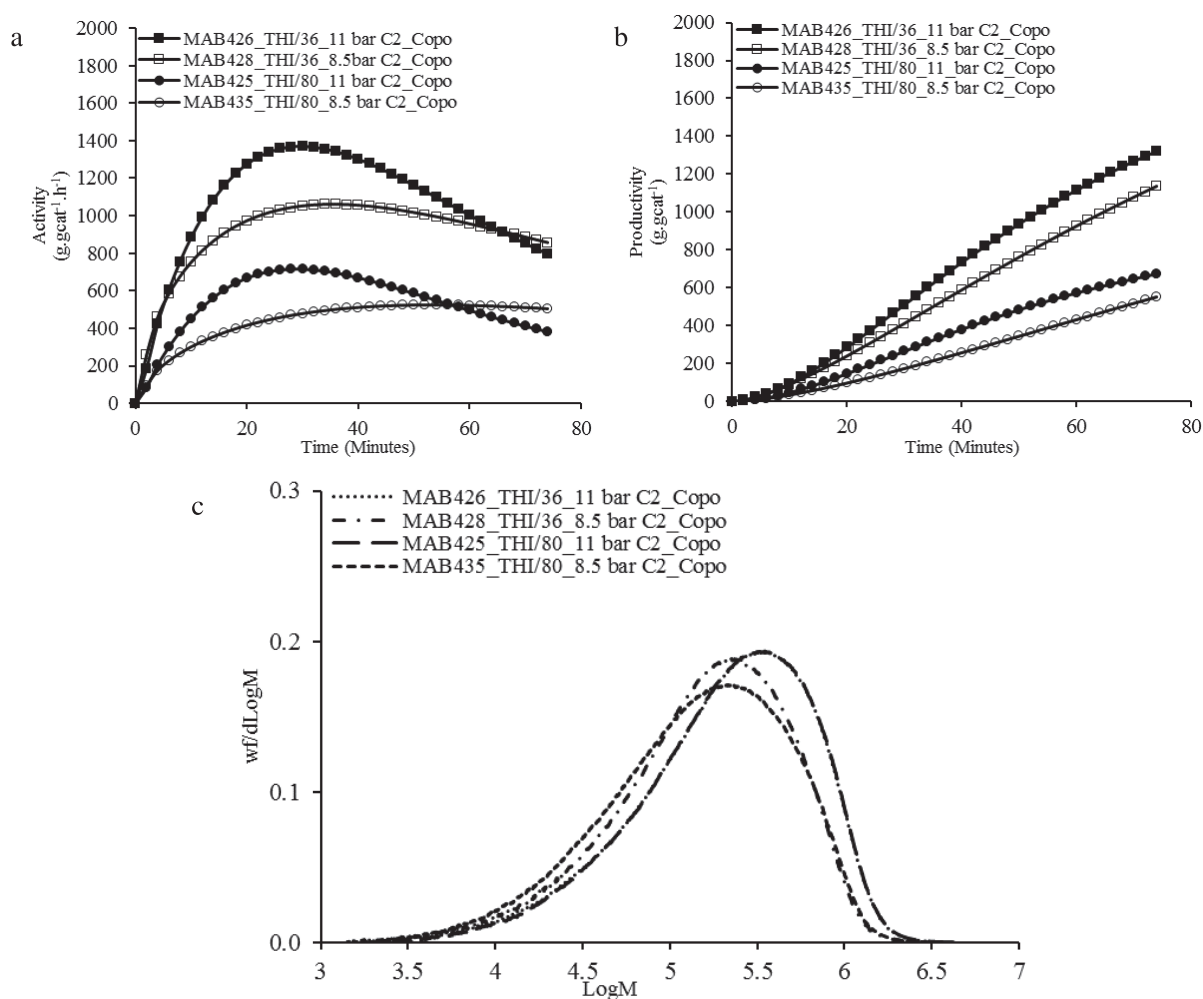 a
2000
1800
1600
1400
1200
1000
800
600
400
200
0
MAB426_THI/36_11 bar C2_Copo
MAB428_THI/36_8.5bar C2_Copo
MAB425_THI/80_11 bar C2_Copo
MAB435_THI/80_8.5 bar C2_Copo
Activity
(g.gcat⁻¹.h⁻¹)
0 20 40 60 80
Time (Minutes)
b
2000
1800
1600
1400
1200
1000
800
600
400
200
0
MAB426_THI/36_11 bar C2_Copo
MAB428_THI/36_8.5 bar C2_Copo
MAB425_THI/80_11_bar C2_Copo
MAB435_THI/80_8.5 bar C2_Copo
Productivity
(g.gcat⁻¹)
0 20 40 60 80
Time (Minutes)
c
0.3
0.2
0.1
0.0
MAB426_THI/36_11 bar C2_Copo
MAB428_THI/36_8.5 bar C2_Copo
MAB425_THI/80_11 bar C2_Copo
MAB435_THI/80_8.5 bar C2_Copo
wf/dLogM
3 3.5 4 4.5 5 5.5 6 6.5 7
LogM